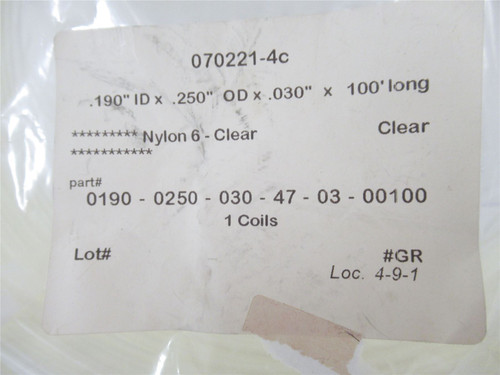 070221-4c
.190" ID x .250" OD x .030" x 100' long
********* Nylon 6 - Clear Clear
***********
part#
0190 - 0250 - 030 - 47 - 03 - 00100
1 Coils
Lot# #GR
Loc. 4-9-1